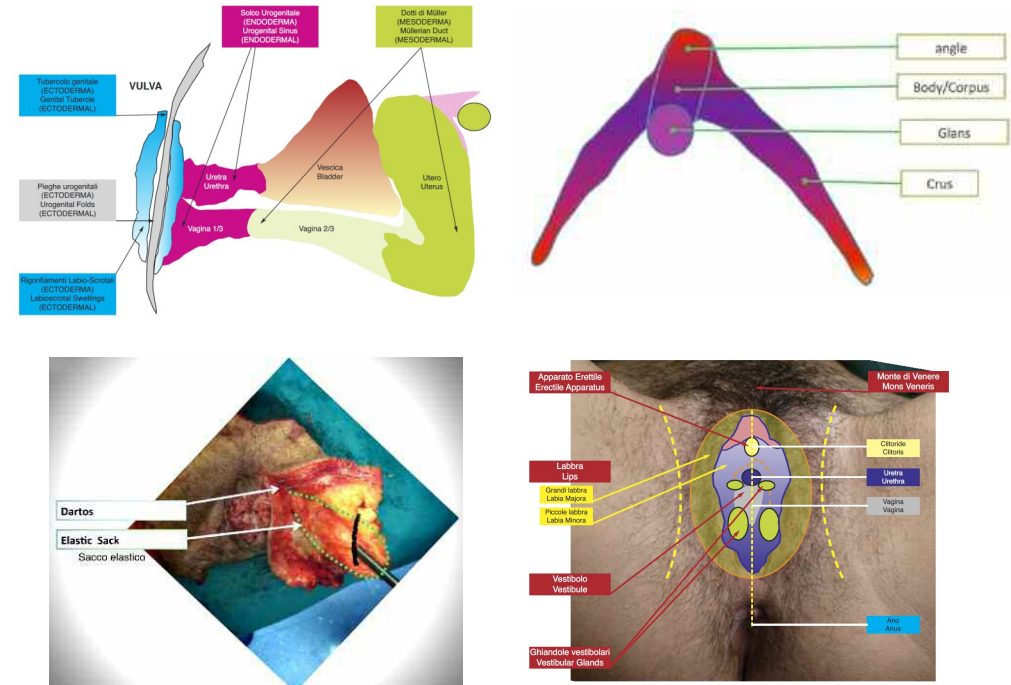 Solco Urogenitale
(ENDODERMA)
Urogenital Sinus
(ENDODERMAL)
Dotti di Müller
(MESODERMA)
Müllerian Duct
(MESODERMAL)
Tubercolo genitale
(ECTODERMA)
Genital Tubercle
(ECTODERMAL)
VULVA
Pieghe urogenitali
(ECTODERMA)
Urogenital Folds
(ECTODERMAL)
Rigonfiamenti Labio-Scrotali
(ECTODERMA)
Labioscrotal Swellings
(ECTODERMAL)
Uretra
Urethra
Vagina 1/3
Vescica
Bladder
Vagina 2/3
Utero
Uterus
angle
Body/Corpus
Glans
Crus
Dartos
Elastic Sack
Sacco elastico
Apparato Erettile
Erectile Apparatus
Monte di Venere
Mons Veneris
Labbra
Lips
Grandi labbra
Labia Majora
Piccole labbra
Labia Minora
Clitoride
Clitoris
Uretra
Urethra
Vagina
Vagina
Vestibolo
Vestibule
Ano
Anus
Ghiandole vestibolari
Vestibular Glands